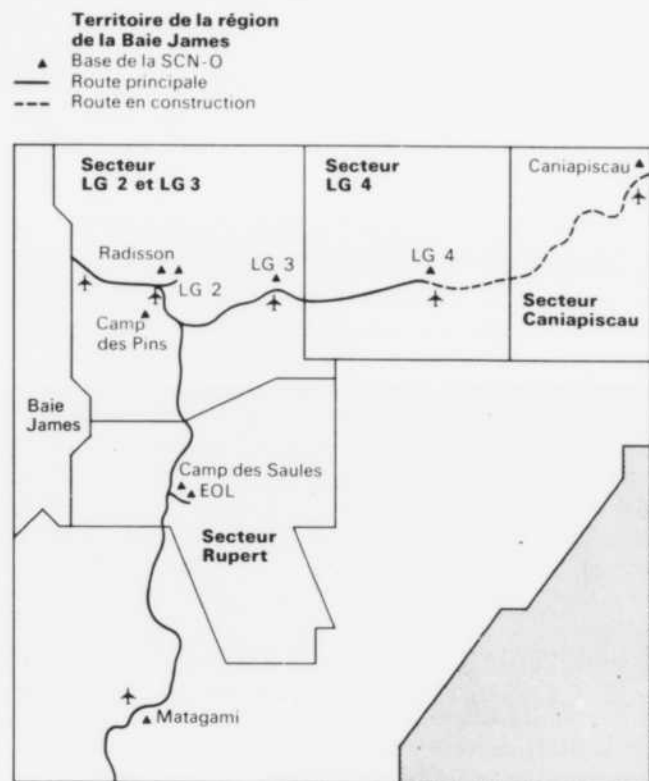 Territoire de la région
de la Baie James
Base de la SCN-O
Route principale
Route en construction
Secteur
LG 2 et LG 3
Secteur
LG 4
Caniapiscau
Radisson
LG 2
LG 3
LG 4
Camp
des Pins
Secteur
Caniapiscau
Baie
James
Camp des Saules
EOL
Secteur
Rupert
Matagami